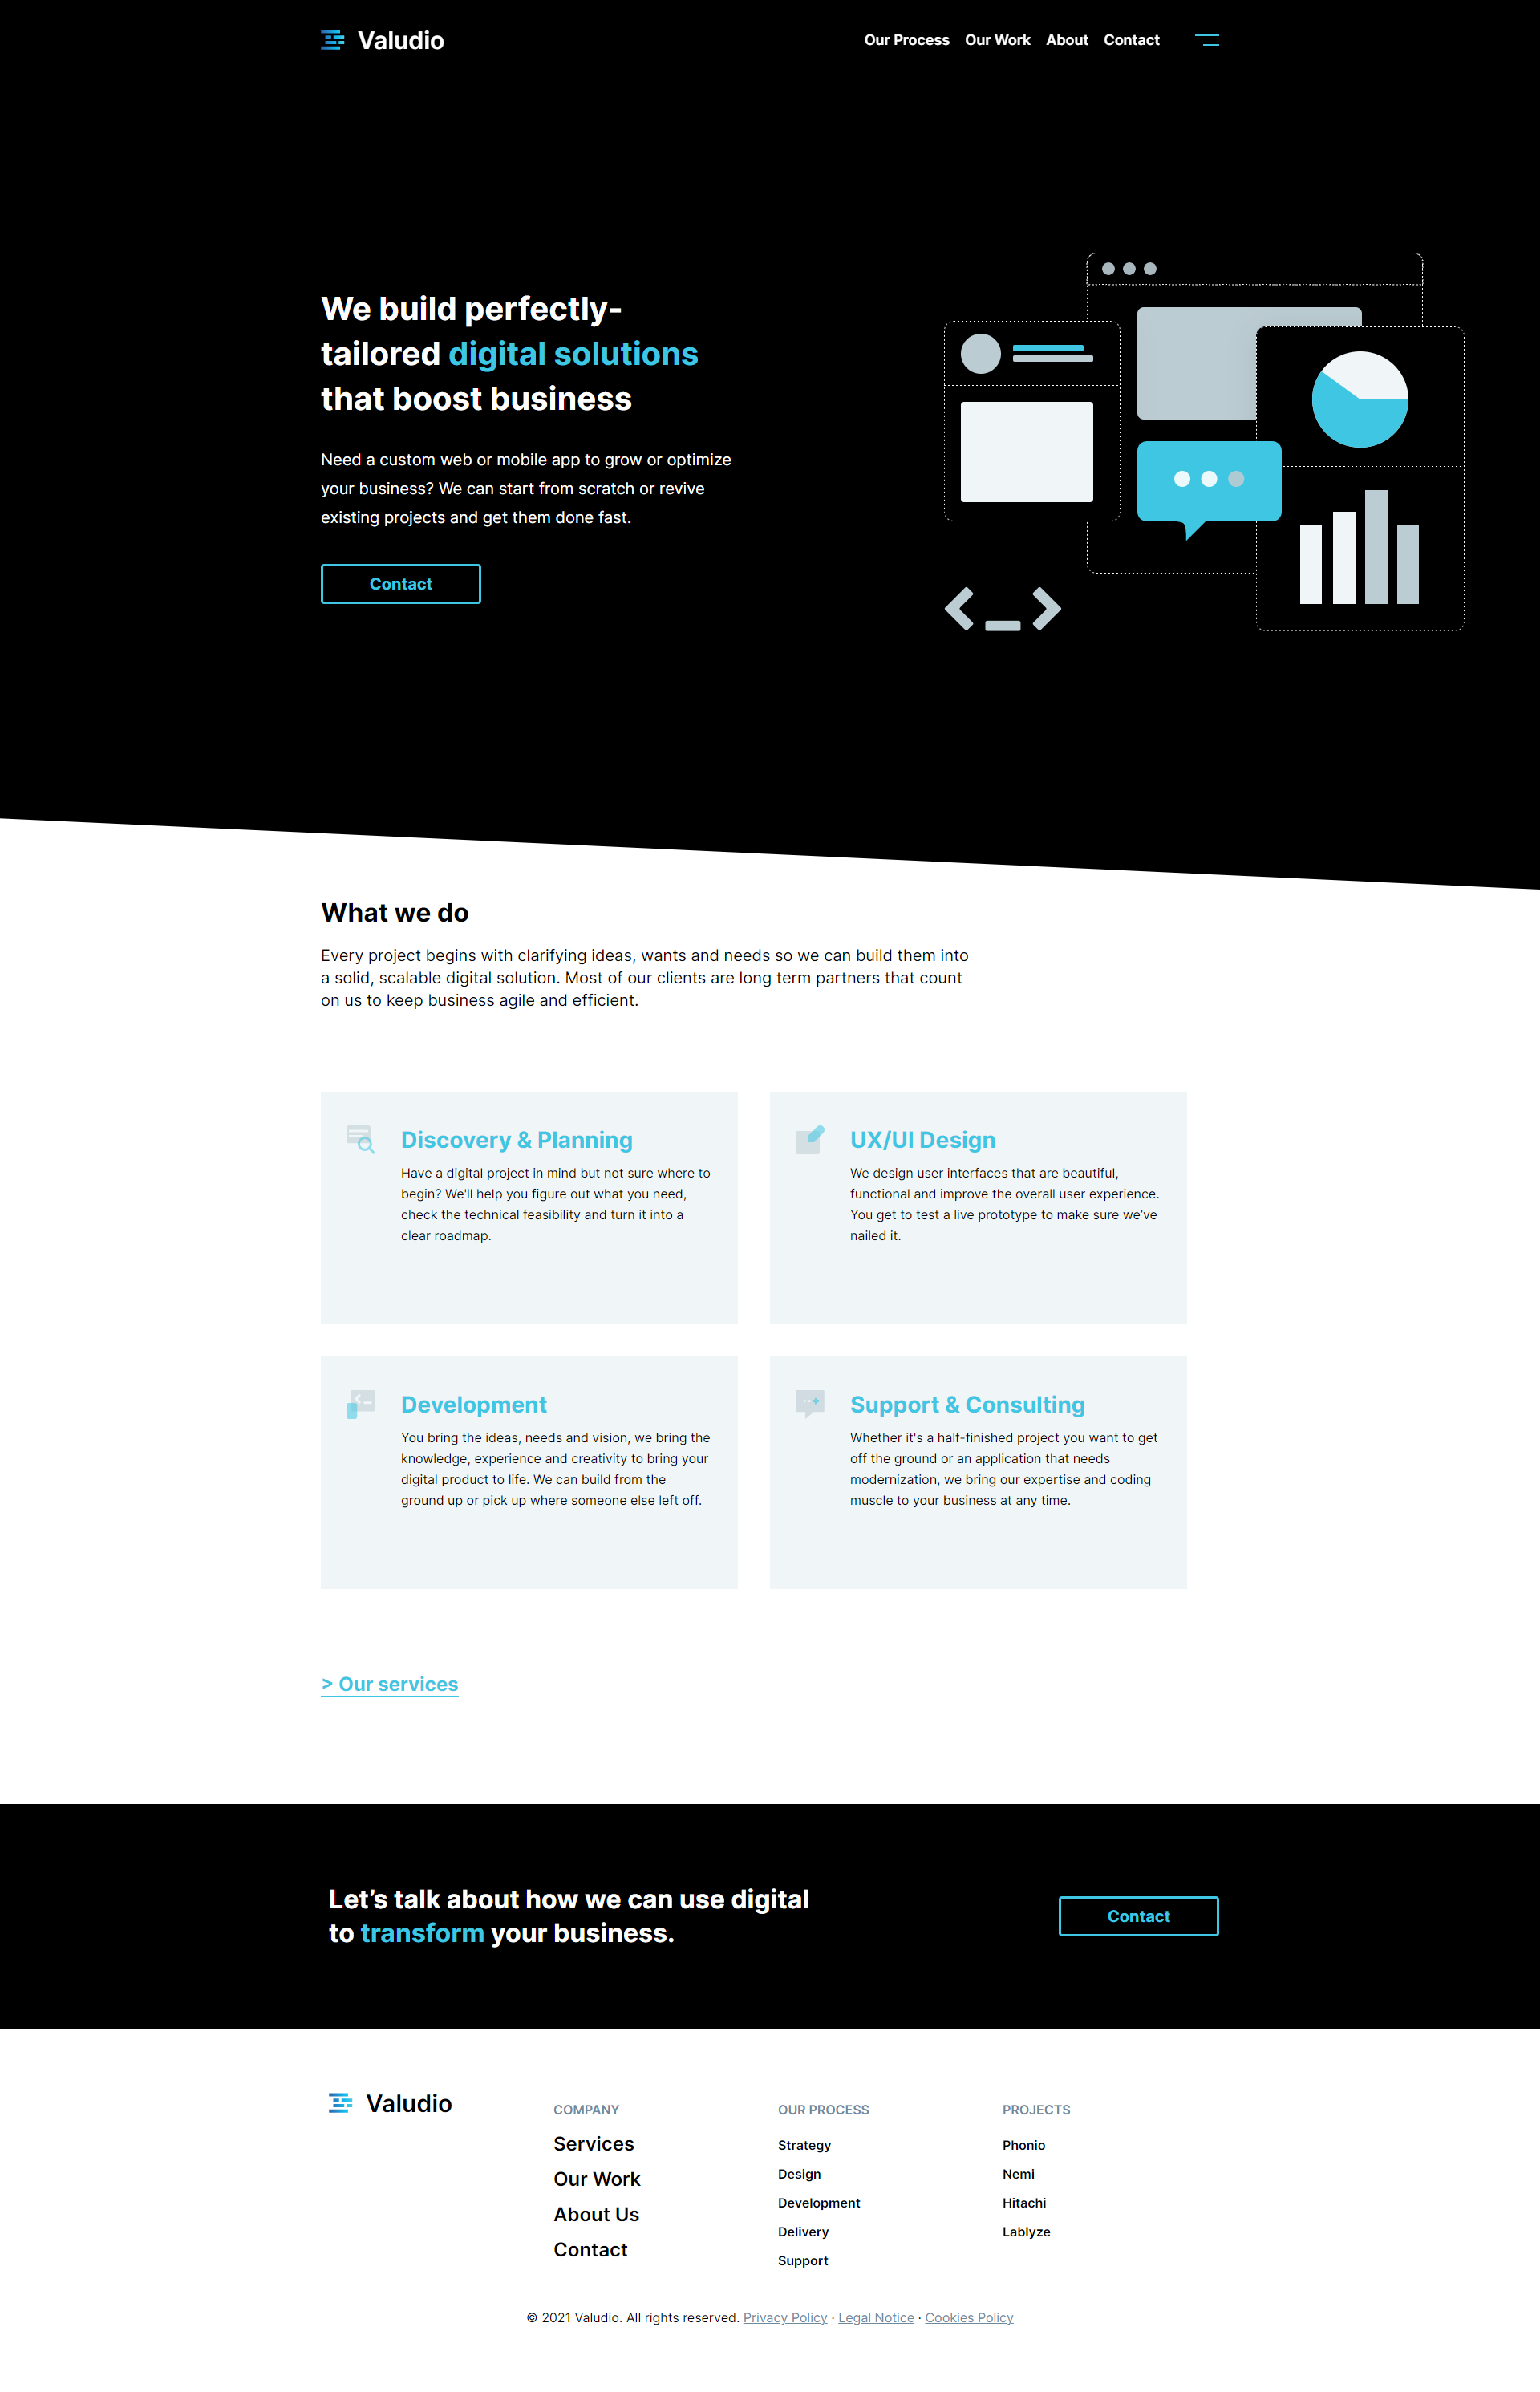 Valudio
Our Process Our Work About Contact
We build perfectly-
tailored digital solutions
that boost business
Need a custom web or mobile app to grow or optimize
your business? We can start from scratch or revive
existing projects and get them done fast.
Contact
What we do
Every project begins with clarifying ideas, wants and needs so we can build them into
a solid, scalable digital solution. Most of our clients are long term partners that count
on us to keep business agile and efficient.
Discovery & Planning
Have a digital project in mind but not sure where to
begin? We'll help you figure out what you need,
check the technical feasibility and turn it into a
clear roadmap.
UX/UI Design
We design user interfaces that are beautiful,
functional and improve the overall user experience.
You get to test a live prototype to make sure we've
nailed it.
Development
You bring the ideas, needs and vision, we bring the
knowledge, experience and creativity to bring your
digital product to life. We can build from the
ground up or pick up where someone else left off.
Support & Consulting
Whether it's a half-finished project you want to get
off the ground or an application that needs
modernization, we bring our expertise and coding
muscle to your business at any time.
> Our services
Let’s talk about how we can use digital
to transform your business.
Contact
Valudio
COMPANY
Services
Our Work
About Us
Contact
OUR PROCESS
Strategy
Design
Development
Delivery
Support
PROJECTS
Phonio
Nemi
Hitachi
Lablyze
© 2021 Valudio. All rights reserved. Privacy Policy · Legal Notice · Cookies Policy